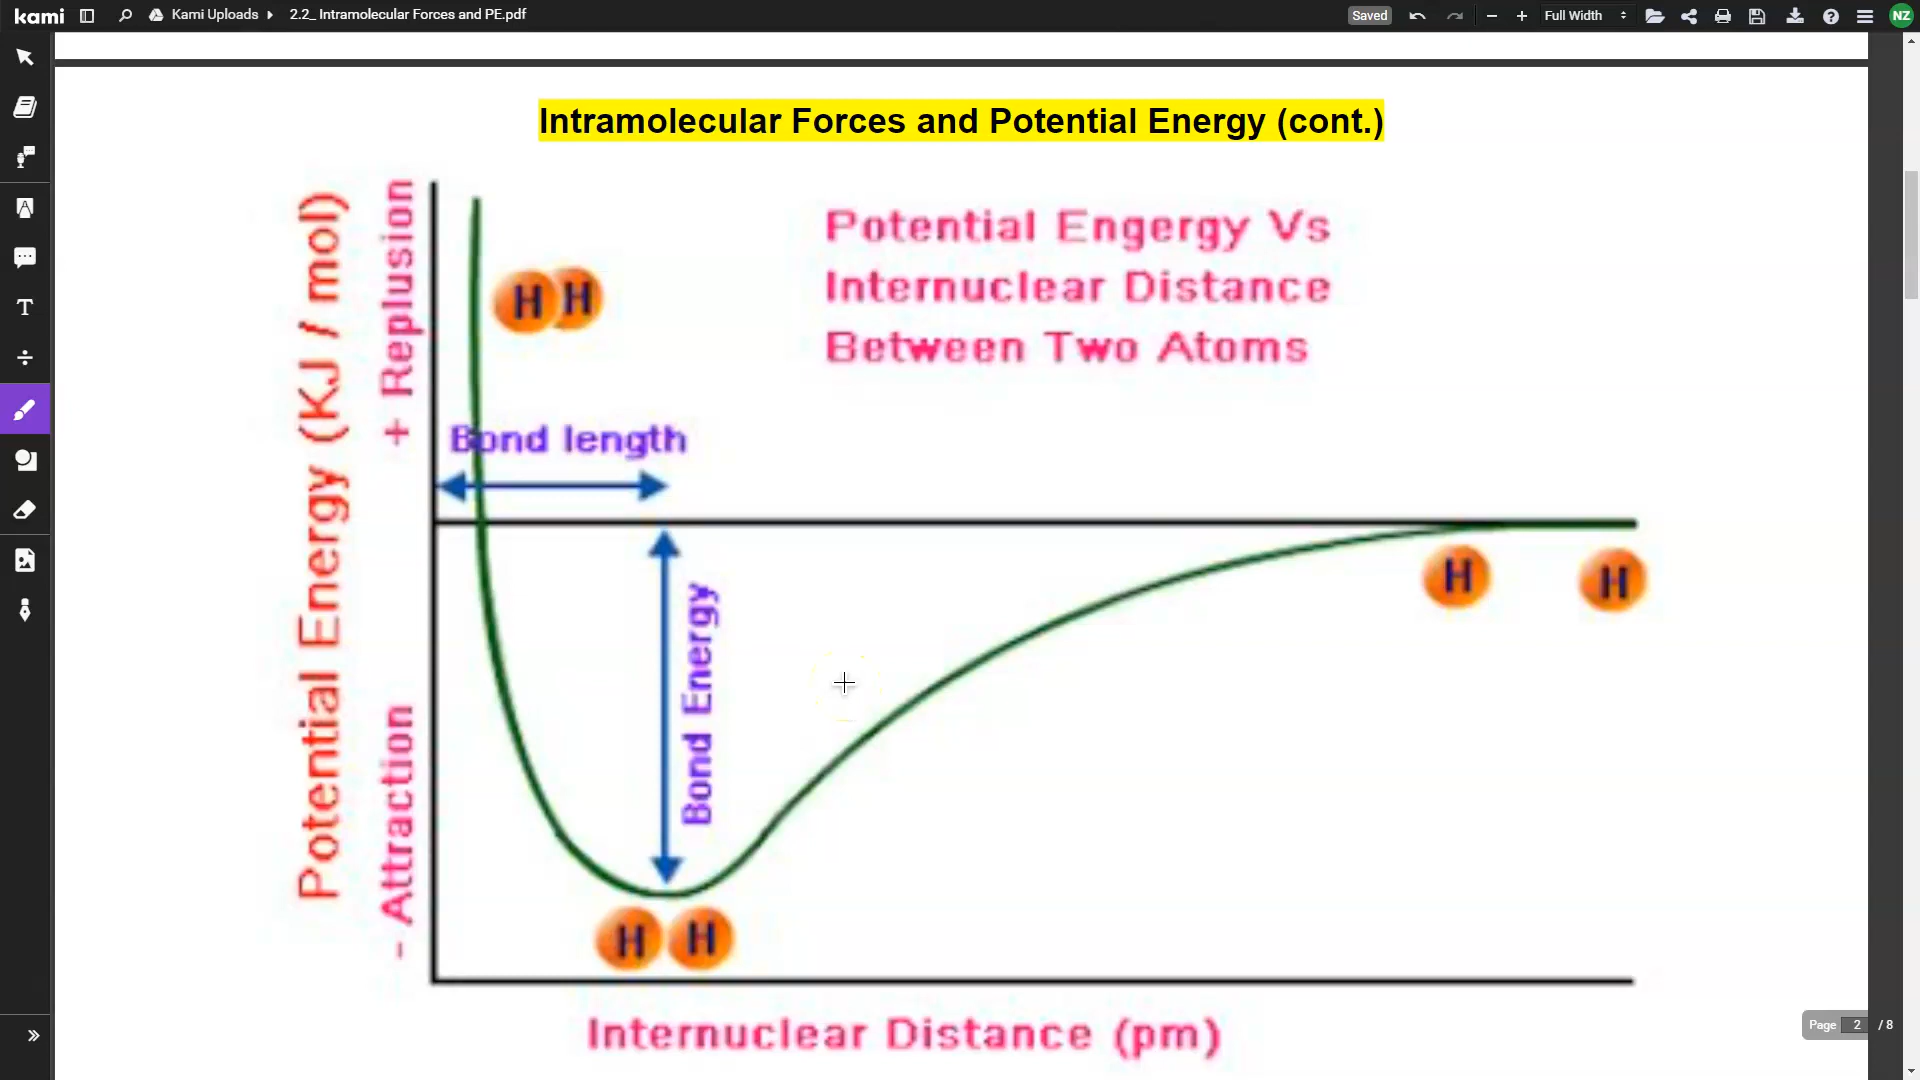 kami
Kami Uploads
2.2_ Intramolecular Forces and PE.pdf
Saved
Full Width
NZ
Intramolecular Forces and Potential Energy (cont.)
Potential Engergy Vs
Internuclear Distance
Between Two Atoms
Potential Energy (KJ / mol)
+ Replusion
- Attraction
H H
Bond length
Bond Energy
H H
H H
Internuclear Distance (pm)
Page 2 / 8